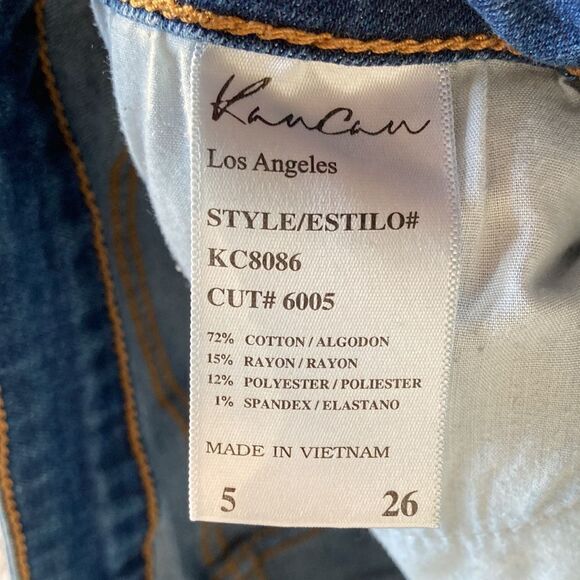 KanCan
Los Angeles
STYLE/ESTILO#
KC8086
CUT# 6005
72% COTTON / ALGODON
15% RAYON / RAYON
12% POLYESTER / POLIESTER
1% SPANDEX / ELASTANO
MADE IN VIETNAM
5 26